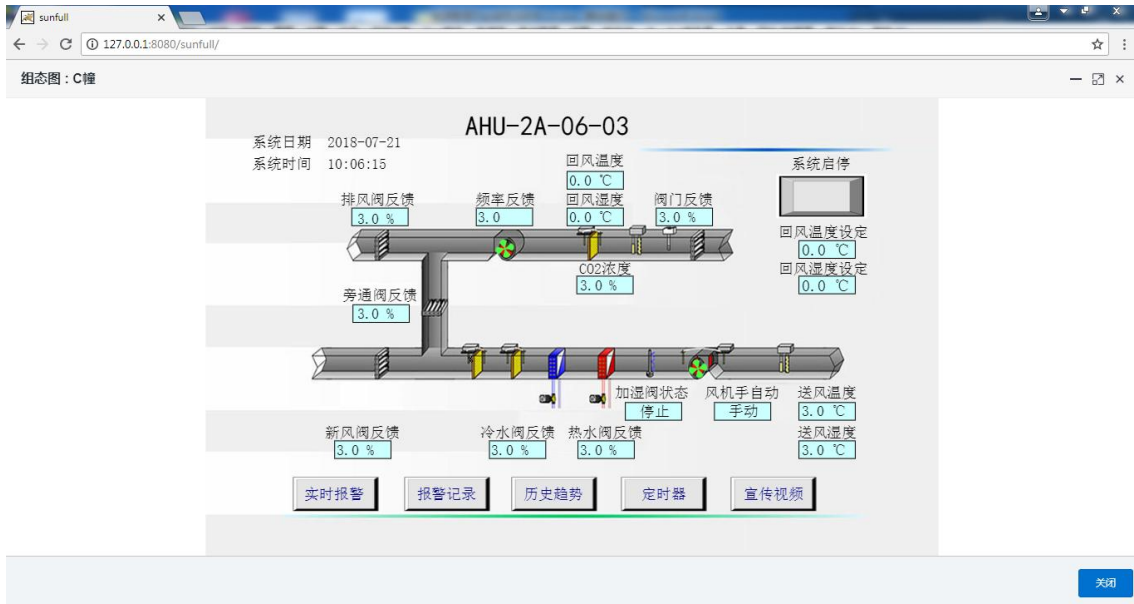 sunfull
127.0.0.1:8080/sunfull/
组态图：C幢
AHU-2A-06-03
系统日期 2018-07-21
系统时间 10:06:15
回风温度
0.0 ℃
回风湿度
0.0 ℃
系统启停
排风阀反馈
3.0 %
频率反馈
3.0
阀门反馈
3.0 %
回风温度设定
0.0 ℃
回风湿度设定
0.0 ℃
CO2浓度
3.0 %
旁通阀反馈
3.0 %
加湿阀状态
停止
风机手自动
手动
送风温度
3.0 ℃
送风湿度
3.0 ℃
新风阀反馈
3.0 %
冷水阀反馈
3.0 %
热水阀反馈
3.0 %
实时报警
报警记录
历史趋势
定时器
宣传视频
关闭